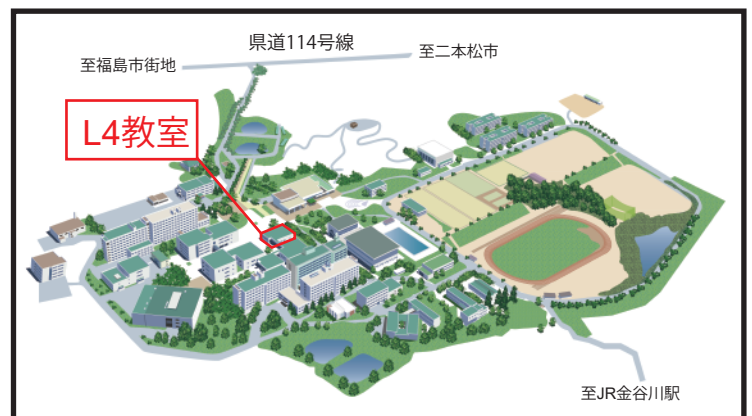 県道114号線
至福島市街地
至二本松市
L4教室
至JR金谷川駅